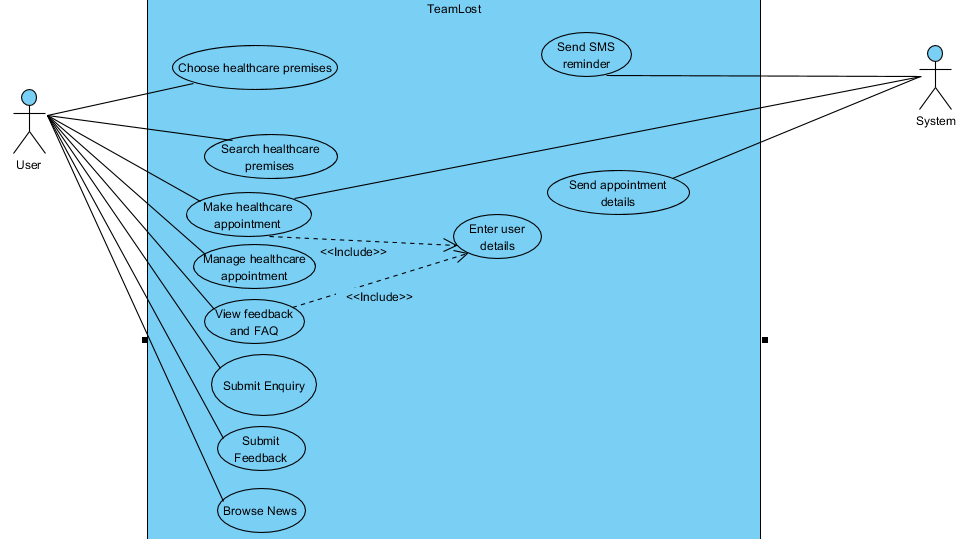 TeamLost
Send SMS
reminder
Choose healthcare premises
System
Search healthcare
premises
User
Send appointment
details
Make healthcare
appointment
Enter user
details
<<Include>>
Manage healthcare
appointment
<<Include>>
View feedback
and FAQ
Submit Enquiry
Submit
Feedback
Browse News